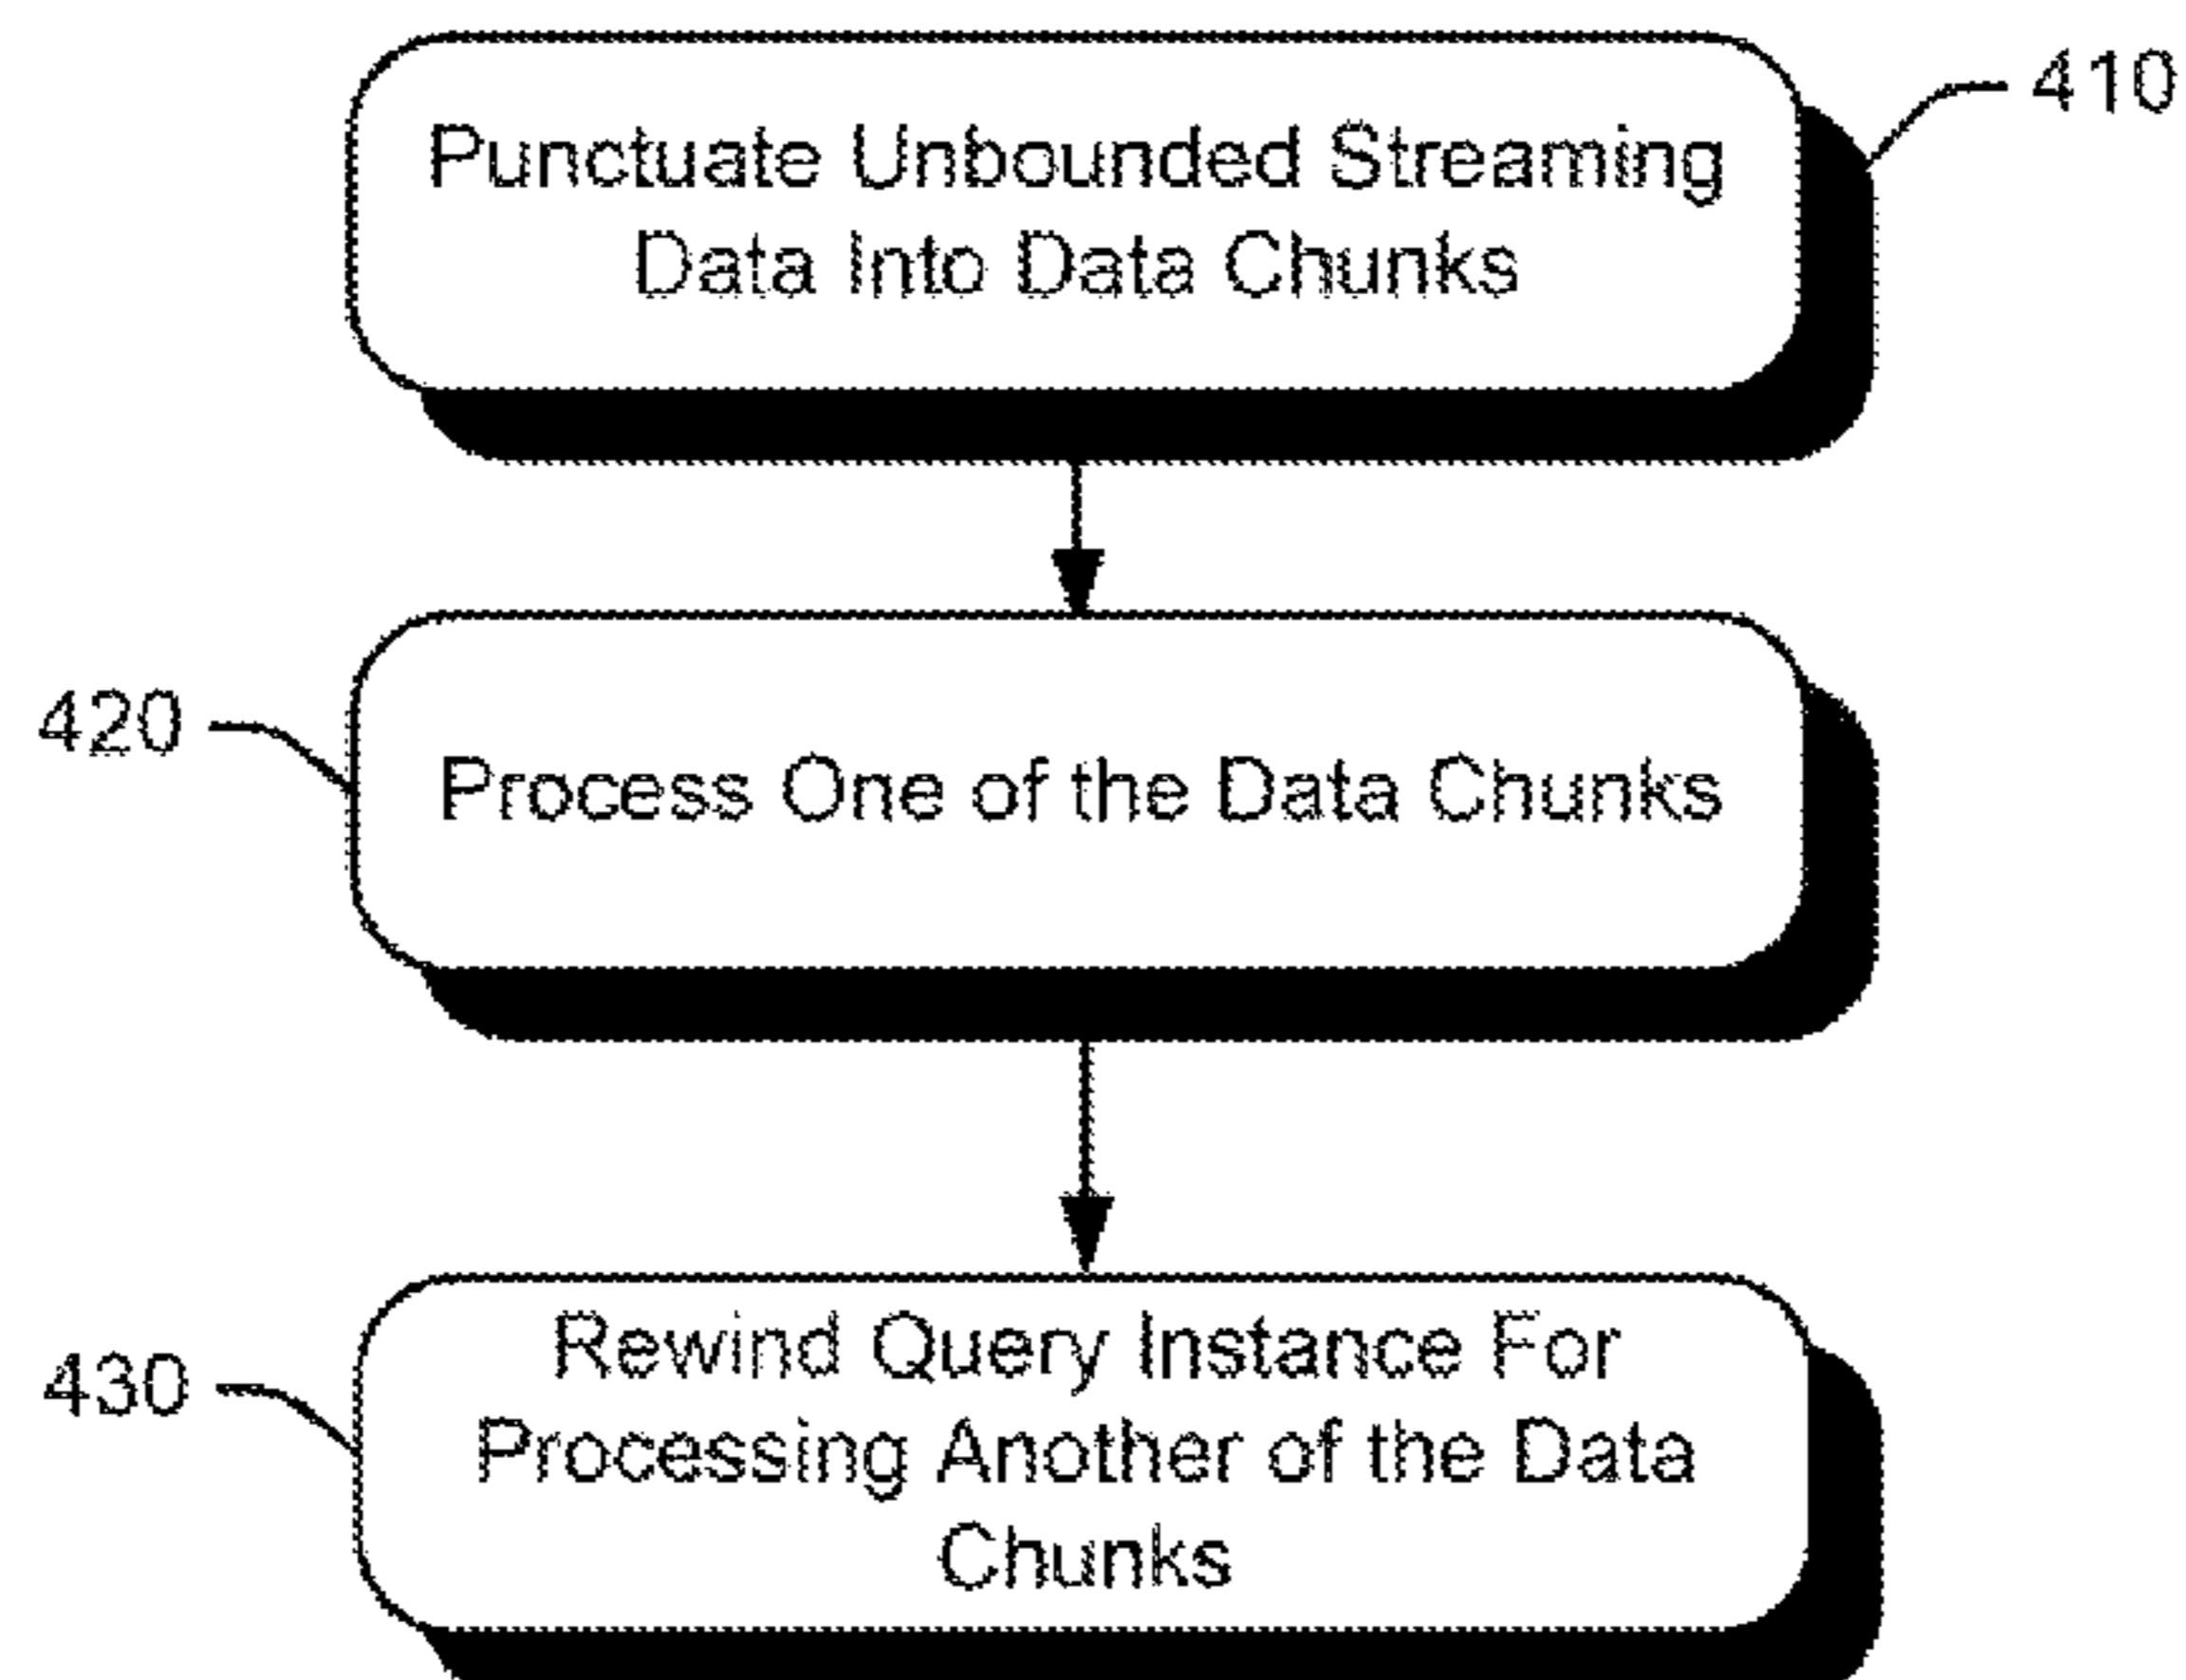 410
Punctuate Unbounded Streaming
Data Into Data Chunks
420
Process One of the Data Chunks
430
Rewind Query Instance For
Processing Another of the Data
Chunks